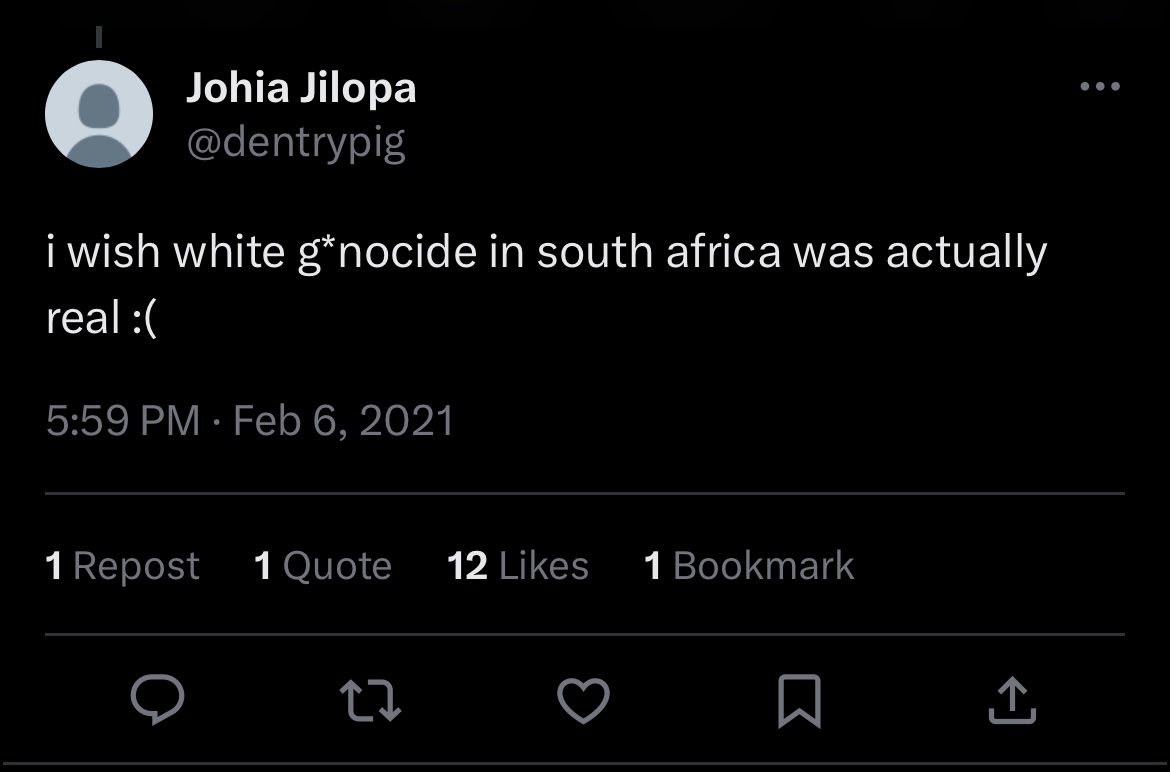 Johia Jilopa
@dentrypig
i wish white g*nocide in south africa was actually
real :(
5:59 PM · Feb 6, 2021
1 Repost 1 Quote 12 Likes 1 Bookmark